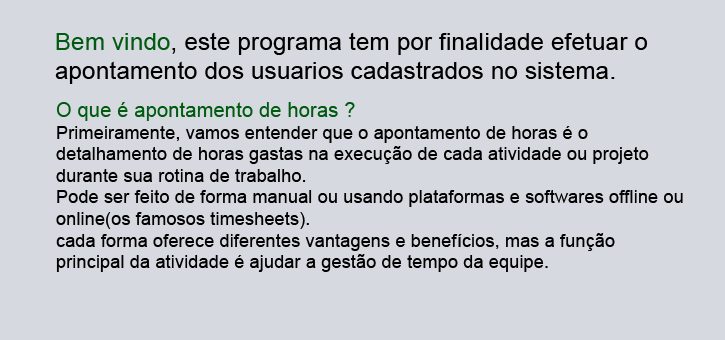 Bem vindo, este programa tem por finalidade efetuar o
apontamento dos usuarios cadastrados no sistema.
O que é apontamento de horas ?
Primeiramente, vamos entender que o apontamento de horas é o
detalhamento de horas gastas na execução de cada atividade ou projeto
durante sua rotina de trabalho.
Pode ser feito de forma manual ou usando plataformas e softwares offline ou
online(os famosos timesheets).
cada forma oferece diferentes vantagens e benefícios, mas a função
principal da atividade é ajudar a gestão de tempo da equipe.